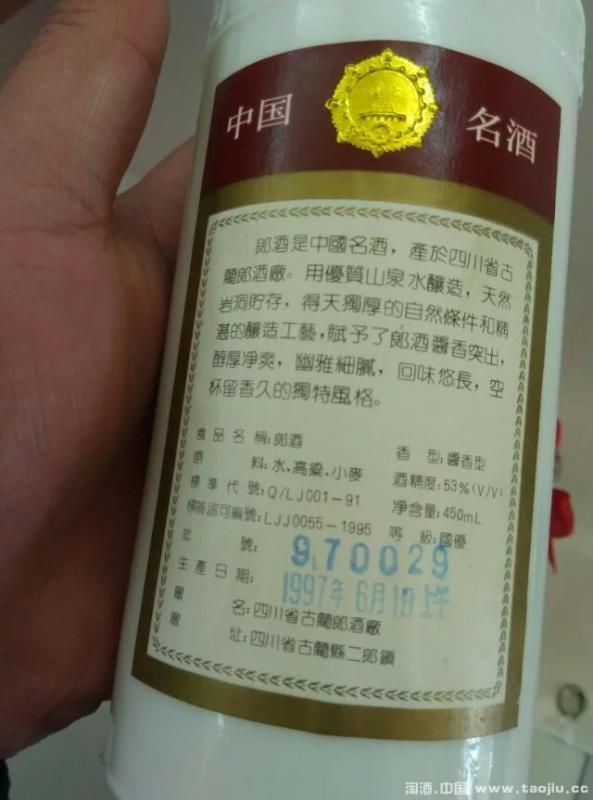 中国 名酒
郎酒是中國名酒，產於四川省古
藺郎酒廠。用優質山泉水釀造，天然
岩洞貯存，得天獨厚的自然條件和精
湛的釀造工藝，賦予了郎酒醬香突出，
醇厚凈爽，幽雅細膩，回味悠長，空
杯留香久的獨特風格。
食品名稱：郎酒 香型：醬香型
原料：水、高粱、小麥 酒精度：53%(V/V)
標準代號：Q/LJ001-91 净含量：450mL
標簽認可編號：LJJ0055-1995 等級：國優
批號：970029
生產日期：1997年6月18上午
廠名：四川省古藺郎酒廠
廠址：四川省古藺縣二郎鎮
淘酒.中国 www.taojiu.cc